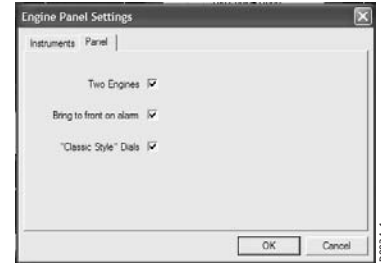 Engine Panel Settings
Instruments Panel
Two Engines
Bring to front on alarm
"Classic Style" Dials
OK Cancel